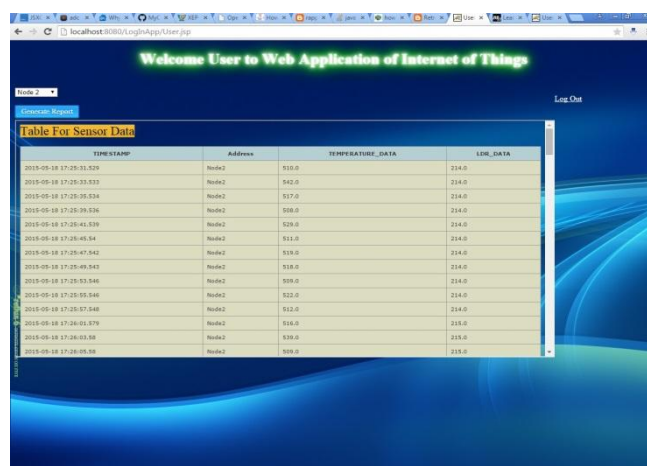 localhost:8080/LogInApp/User.jsp
Welcome User to Web Application of Internet of Things
Node 2
Log Out
Generate Report
Table For Sensor Data
TIMESTAMP Address TEMPERATURE_DATA LDR_DATA
2015-05-18 17:25:31.529 Node2 510.0 214.0
2015-05-18 17:25:33.533 Node2 542.0 214.0
2015-05-18 17:25:35.534 Node2 517.0 214.0
2015-05-18 17:25:39.536 Node2 508.0 214.0
2015-05-18 17:25:41.539 Node2 529.0 214.0
2015-05-18 17:25:45.54 Node2 511.0 214.0
2015-05-18 17:25:47.542 Node2 519.0 214.0
2015-05-18 17:25:49.543 Node2 518.0 214.0
2015-05-18 17:25:53.546 Node2 509.0 214.0
2015-05-18 17:25:55.546 Node2 522.0 214.0
2015-05-18 17:25:57.548 Node2 512.0 214.0
2015-05-18 17:26:01.579 Node2 516.0 215.0
2015-05-18 17:26:03.58 Node2 539.0 215.0
2015-05-18 17:26:05.58 Node2 509.0 215.0